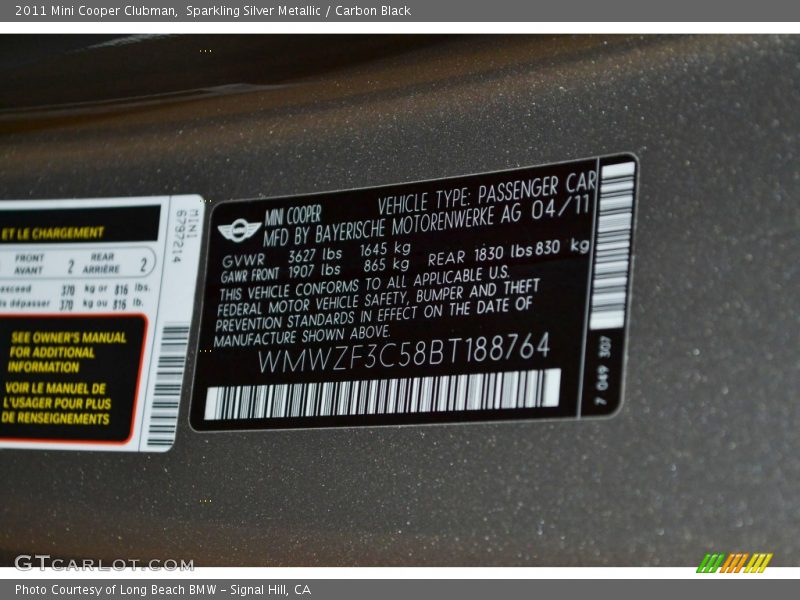 2011 Mini Cooper Clubman,  Sparkling Silver Metallic / Carbon Black
ET LE CHARGEMENT
FRONT AVANT 2 REAR ARRIÈRE 2
exceed 370 kg or 816 lbs.
dépasser 370 kg ou 816 lb.
SEE OWNER'S MANUAL
FOR ADDITIONAL
INFORMATION
VOIR LE MANUEL DE
L'USAGER POUR PLUS
DE RENSEIGNEMENTS
MINI
6797214
MINI COOPER VEHICLE TYPE: PASSENGER CAR
MFD BY BAYERISCHE MOTORENWERKE AG 04/11
GVWR 3627 lbs 1645 kg
GAWR FRONT 1907 lbs 865 kg REAR 1830 lbs 830 kg
THIS VEHICLE CONFORMS TO ALL APPLICABLE U.S.
FEDERAL MOTOR VEHICLE SAFETY, BUMPER AND THEFT
PREVENTION STANDARDS IN EFFECT ON THE DATE OF
MANUFACTURE SHOWN ABOVE.
WMWZF3C58BT188764
7 049 307
GTcarlot.com
Photo Courtesy of Long Beach BMW - Signal Hill, CA